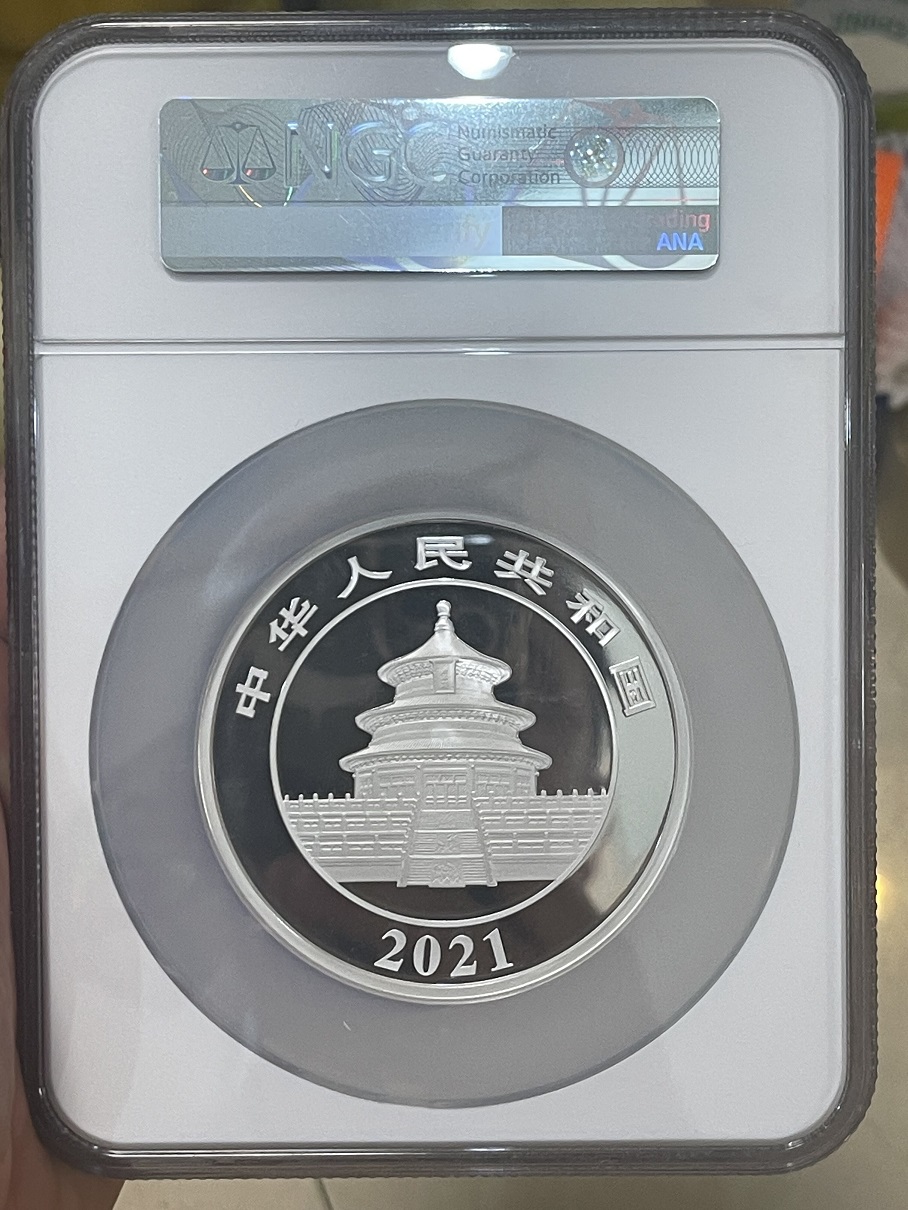 NGC
Numismatic
Guaranty
Corporation
ANA
中华人民共和国
2021